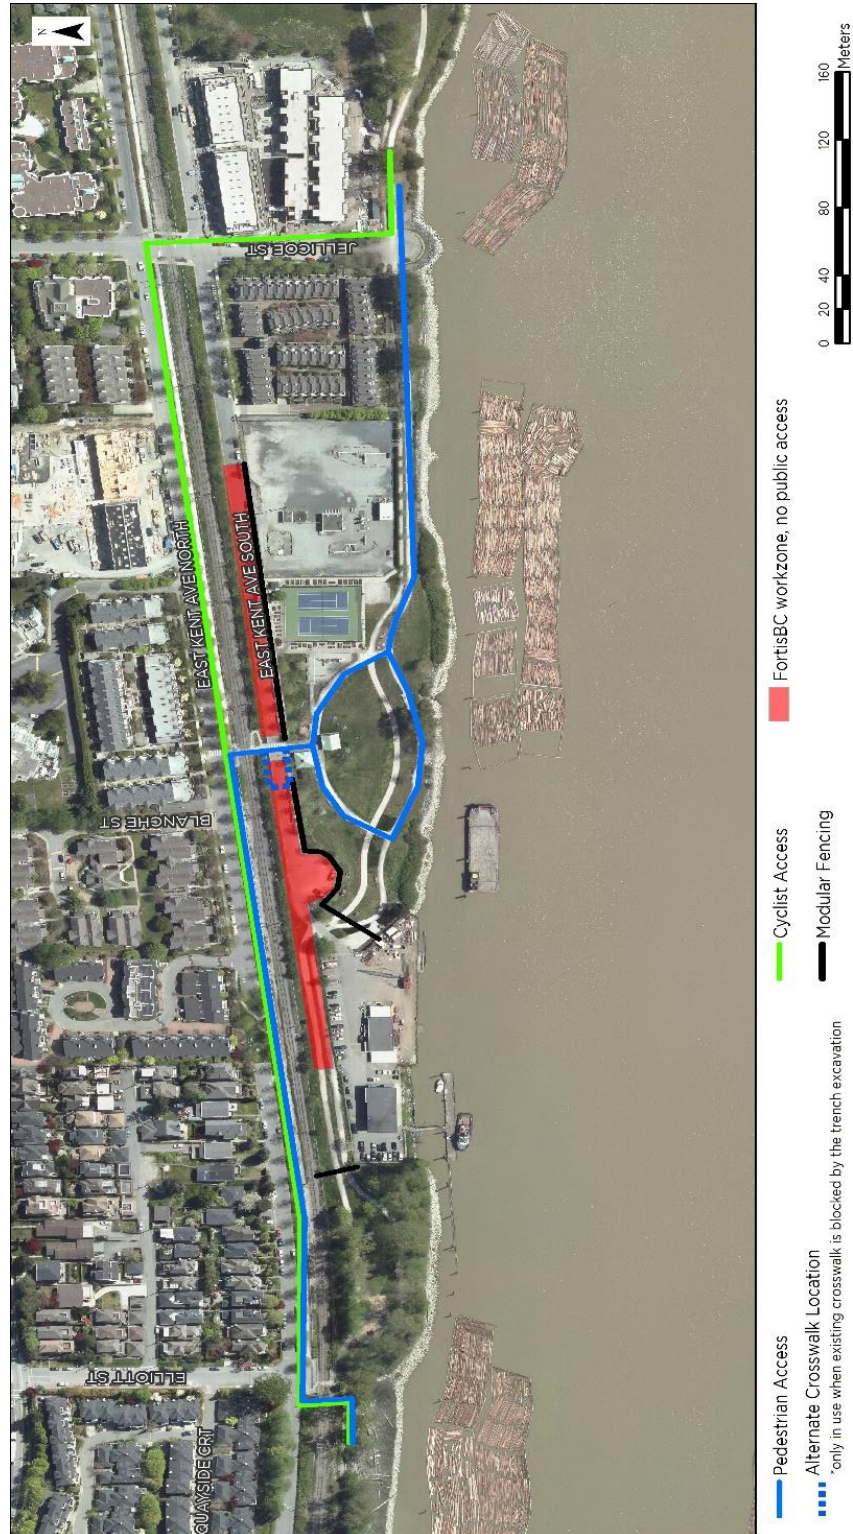 N
QUAYSIDE CRT
ELLIOTT ST
BLANCHE ST
EAST KENT AVE NORTH
EAST KENT AVE SOUTH
JELLICOE ST
Pedestrian Access
Cyclist Access
FortisBC workzone, no public access
Alternate Crosswalk Location
*only in use when existing crosswalk is blocked by the trench excavation
Modular Fencing
0 20 40 80 120 160
Meters